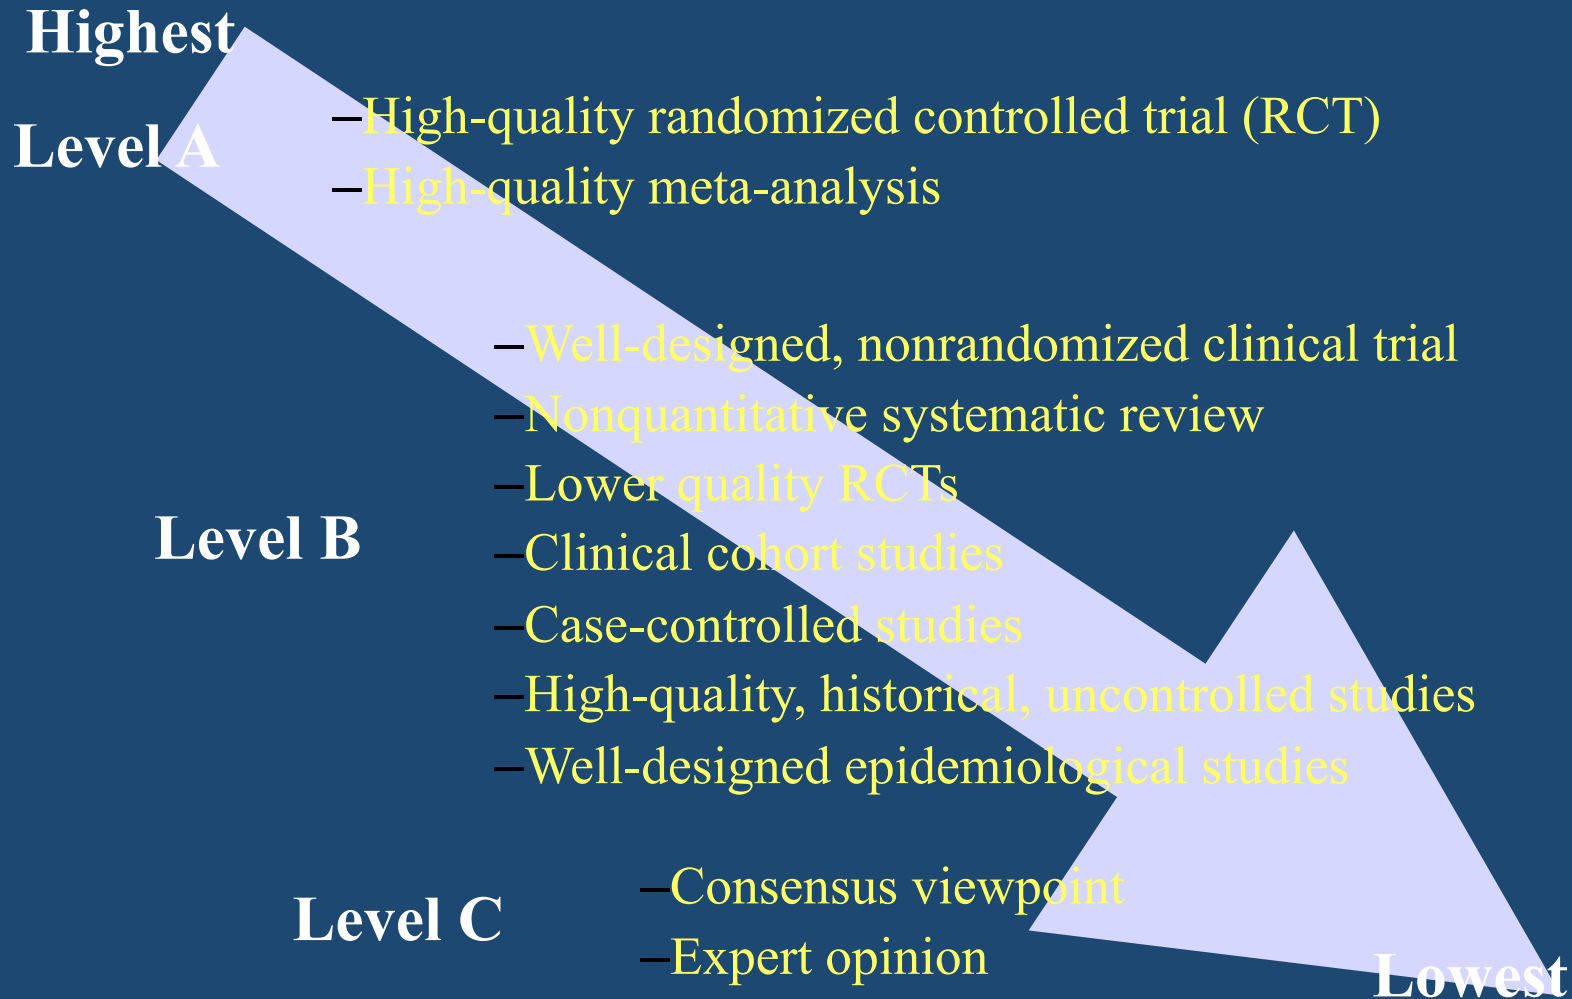 Highest
Level A
–High-quality randomized controlled trial (RCT)
–High-quality meta-analysis
–Well-designed, nonrandomized clinical trial
–Nonquantitative systematic review
–Lower quality RCTs
Level B
–Clinical cohort studies
–Case-controlled studies
–High-quality, historical, uncontrolled studies
–Well-designed epidemiological studies
Level C
–Consensus viewpoint
–Expert opinion
Lowest